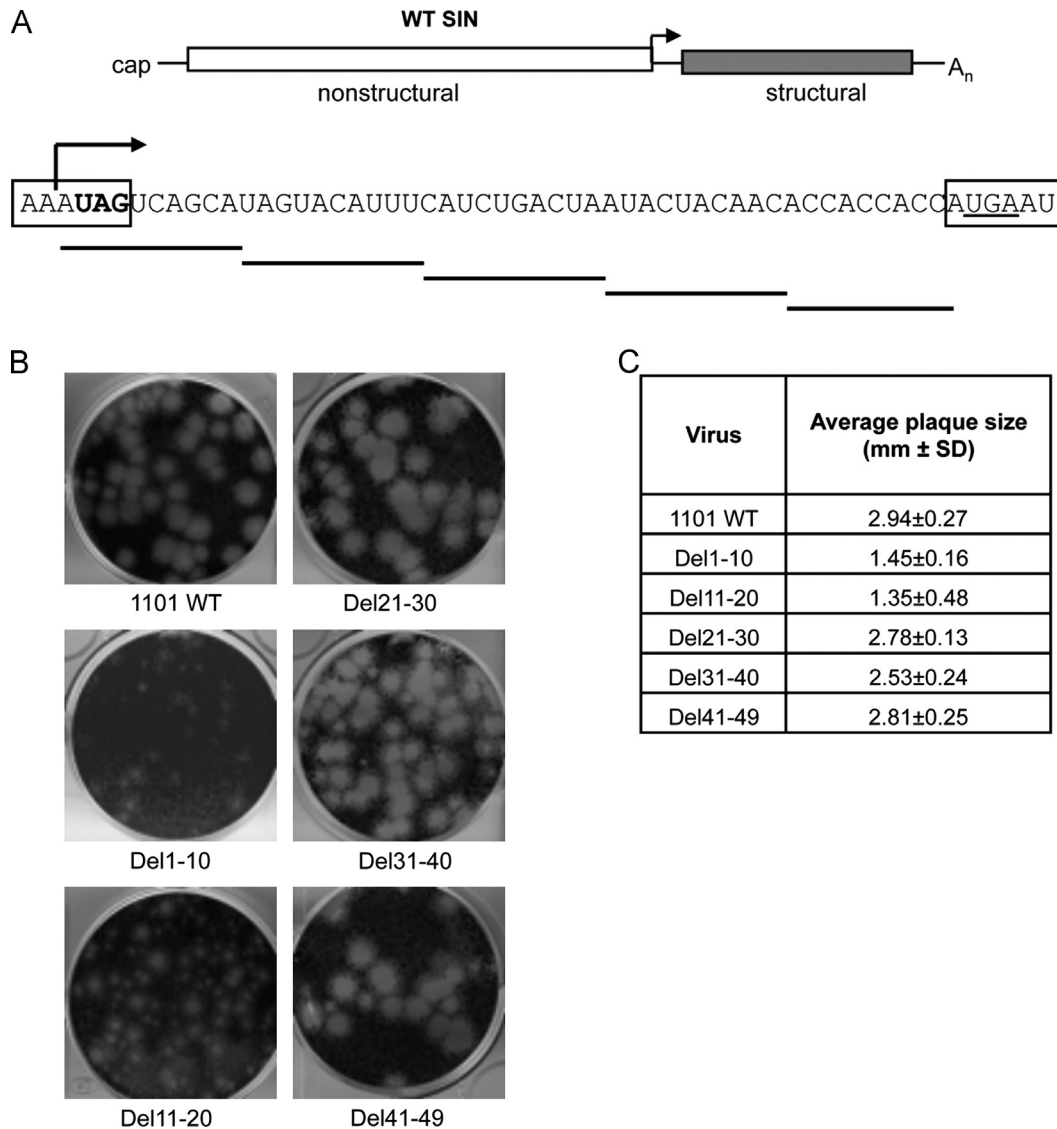 A
WT SIN
cap
An
nonstructural
structural
AAAUAGUCAGCAUAGUACAUUUCAUCUGACUAAUACUACAACACCACCACCAUGAAU
B
1101 WT
Del21-30
Del1-10
Del31-40
Del11-20
Del41-49
C
Virus
Average plaque size
(mm ± SD)
1101 WT
2.94±0.27
Del1-10
1.45±0.16
Del11-20
1.35±0.48
Del21-30
2.78±0.13
Del31-40
2.53±0.24
Del41-49
2.81±0.25